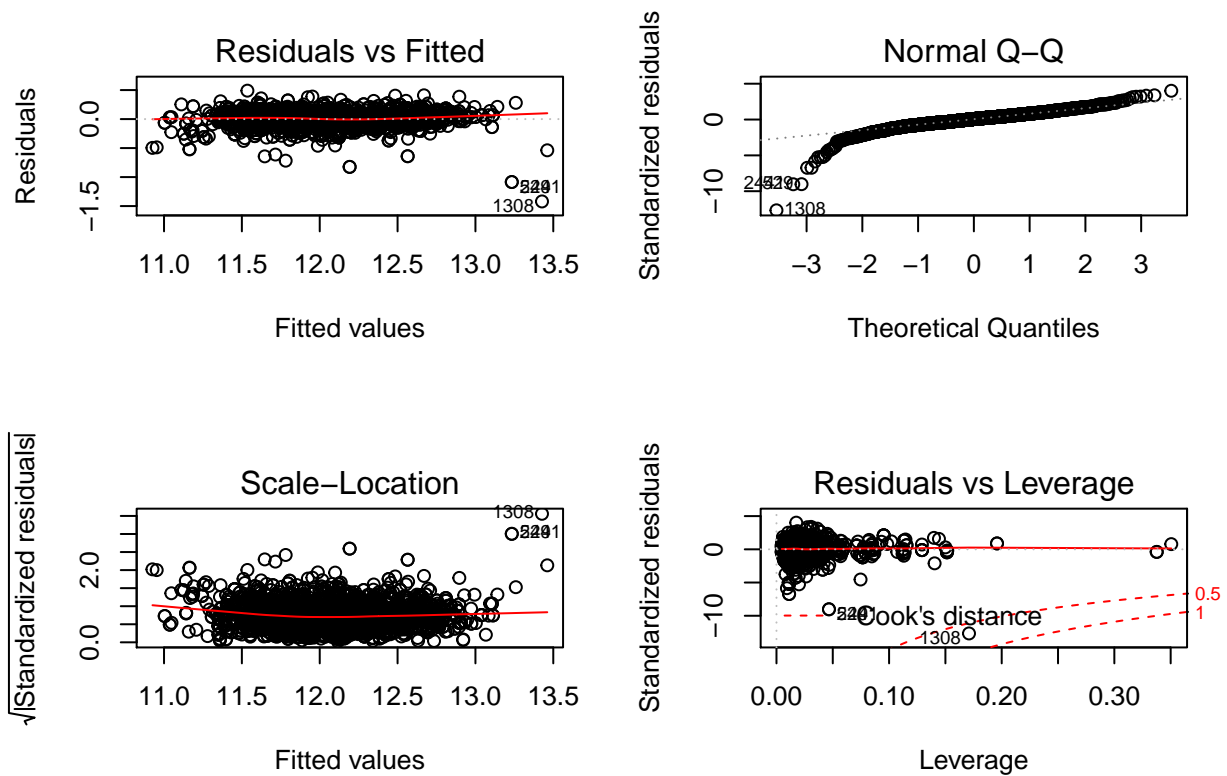 Residuals vs Fitted
Residuals
0.0
−1.5
1308
11.0 11.5 12.0 12.5 13.0 13.5
Fitted values
Normal Q−Q
Standardized residuals
0
−10
1308
−3 −2 −1 0 1 2 3
Theoretical Quantiles
Scale−Location
√|Standardized residuals|
2.0
0.0
1308
11.0 11.5 12.0 12.5 13.0 13.5
Fitted values
Residuals vs Leverage
Standardized residuals
0
−10
Cook's distance
1308
0.5
1
0.00 0.10 0.20 0.30
Leverage